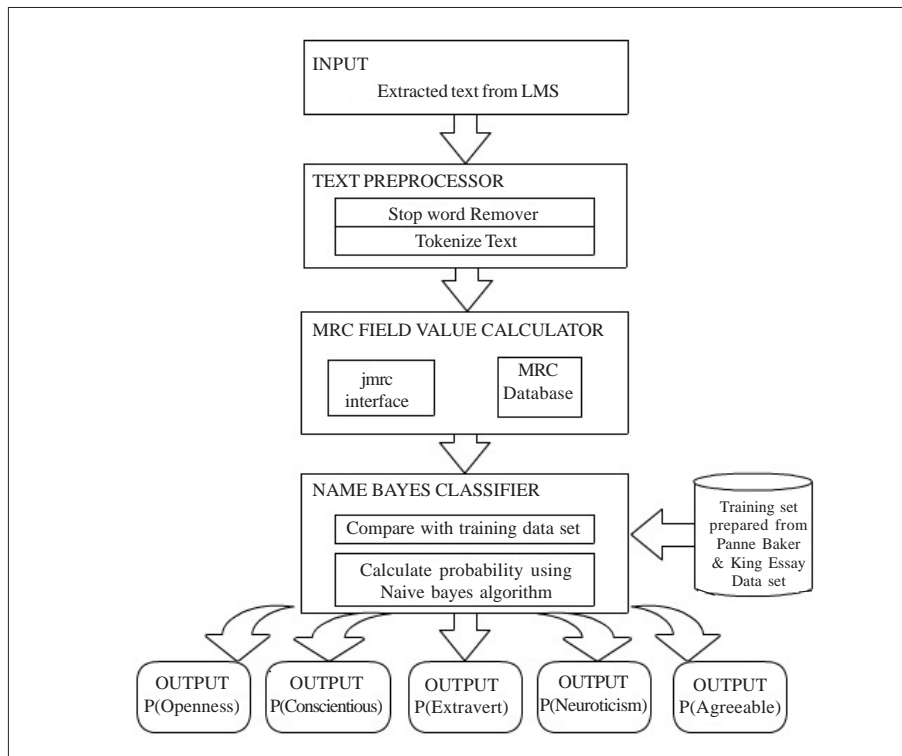 INPUT
Extracted text from LMS
TEXT PREPROCESSOR
Stop word Remover
Tokenize Text
MRC FIELD VALUE CALCULATOR
jmrc
interface
MRC
Database
NAME BAYES CLASSIFIER
Compare with training data set
Calculate probability using
Naive bayes algorithm
Training set
prepared from
Panne Baker
& King Essay
Data set
OUTPUT
P(Openness)
OUTPUT
P(Conscientious)
OUTPUT
P(Extravert)
OUTPUT
P(Neuroticism)
OUTPUT
P(Agreeable)